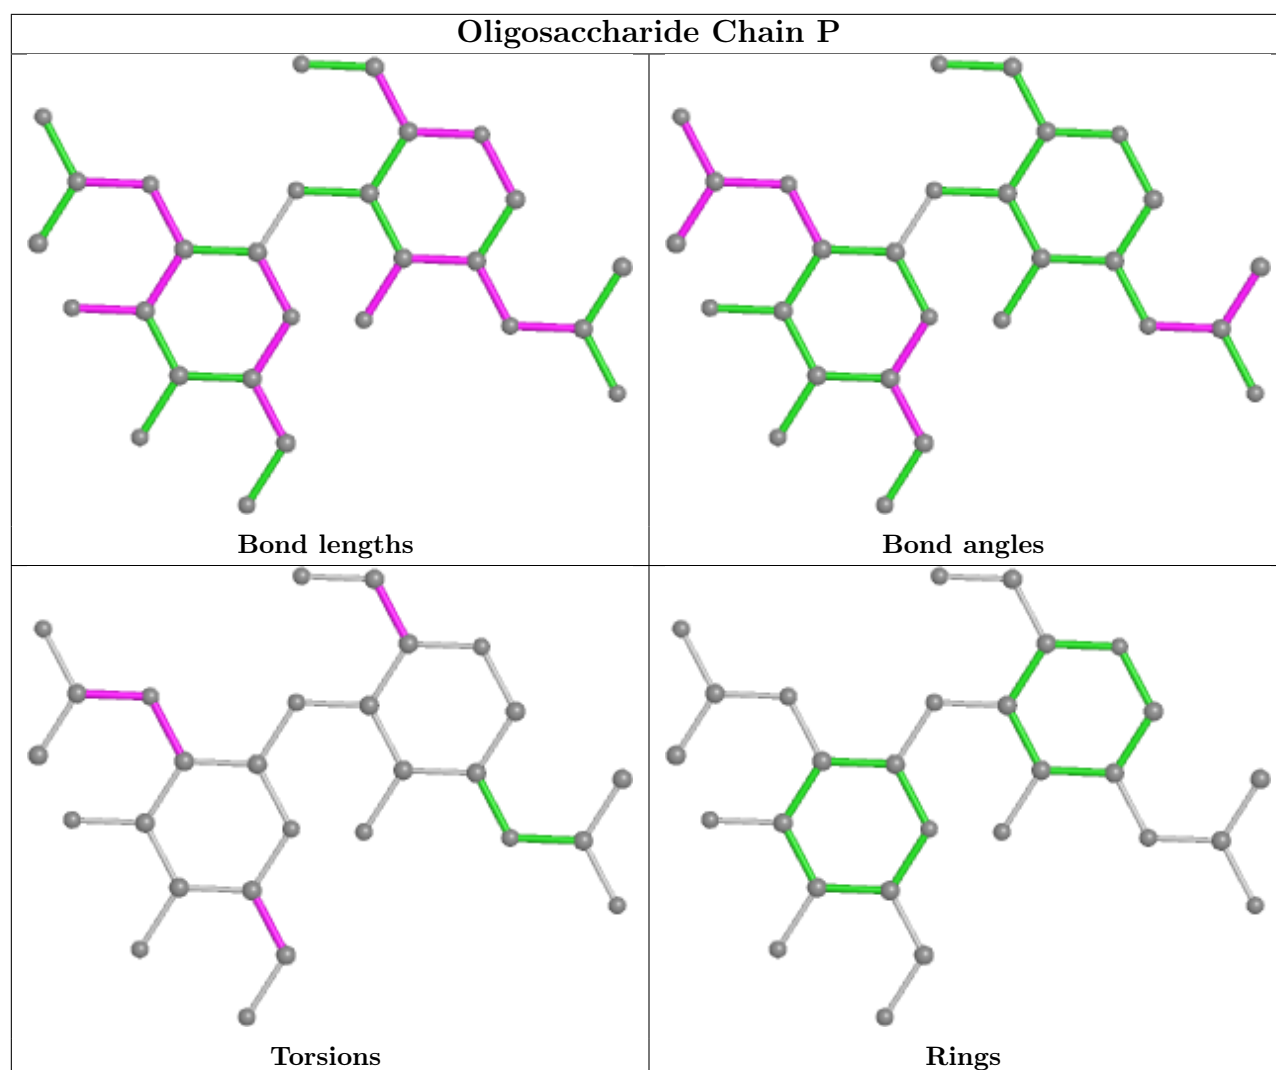 Oligosaccharide Chain P
Bond lengths
Bond angles
Torsions
Rings